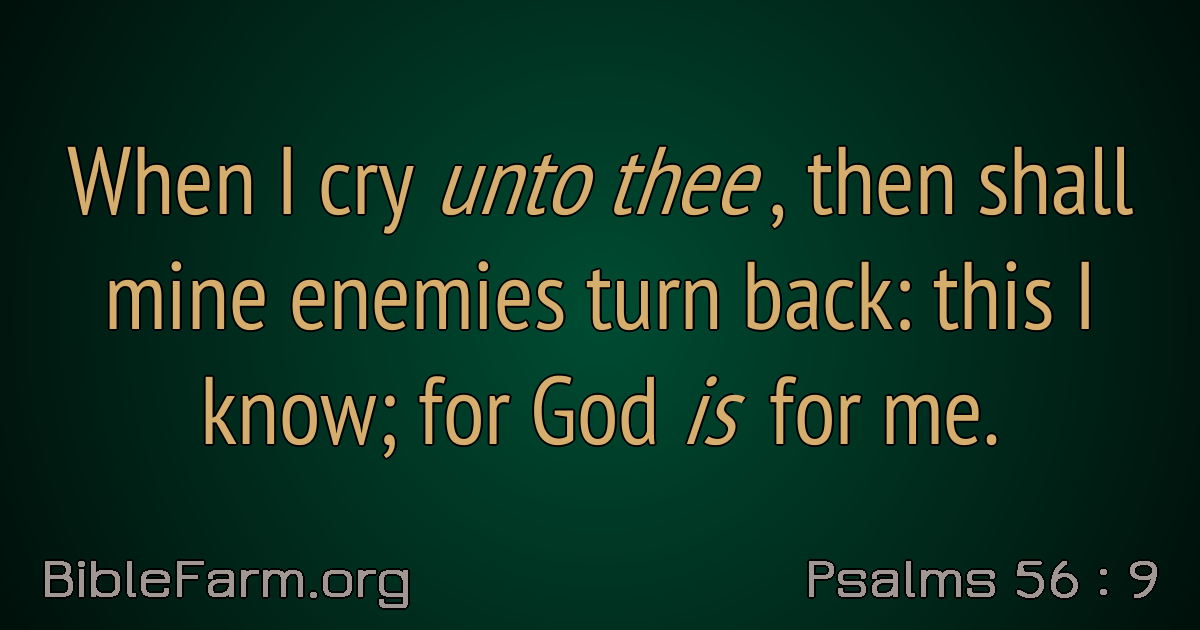 When I cry unto thee, then shall
mine enemies turn back: this I
know; for God is for me.
BibleFarm.org
Psalms 56 : 9